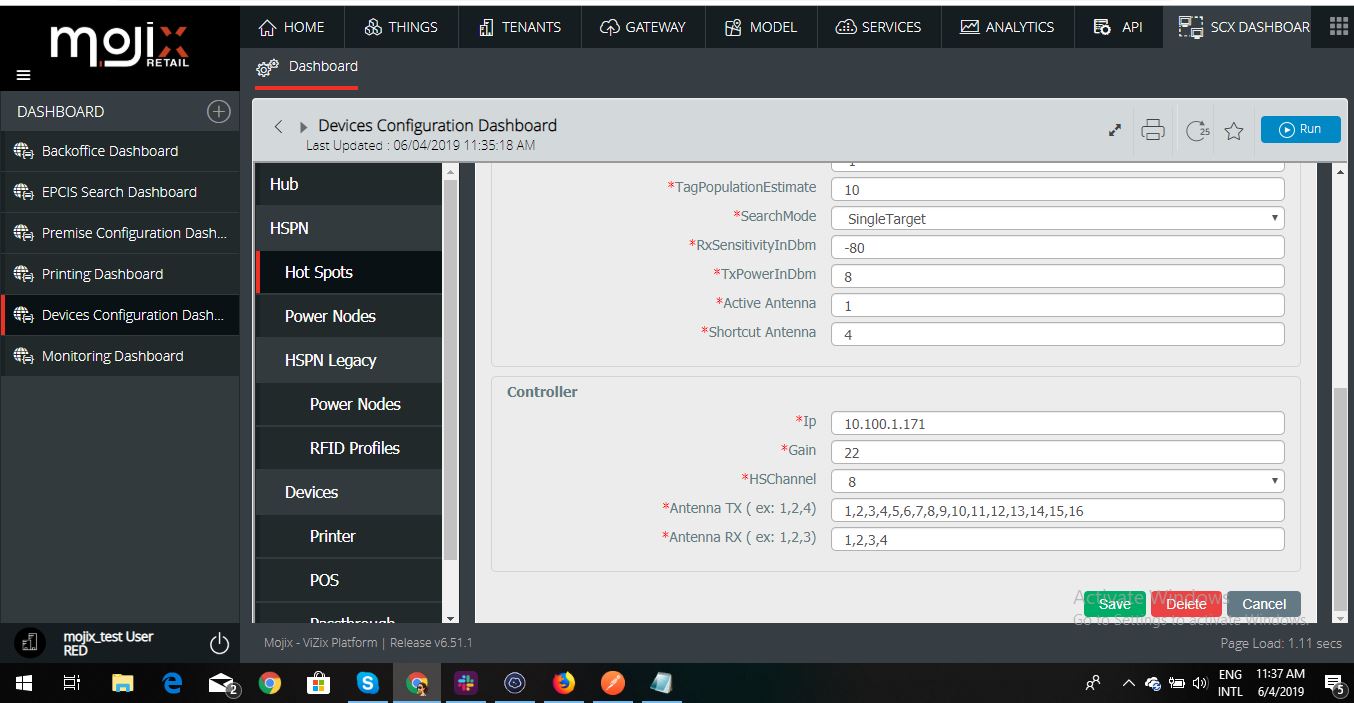 mojix
RETAIL
HOME
THINGS
TENANTS
GATEWAY
MODEL
SERVICES
ANALYTICS
API
SCX DASHBOAR
Dashboard
DASHBOARD
Backoffice Dashboard
EPCIS Search Dashboard
Premise Configuration Dash...
Printing Dashboard
Devices Configuration Dash...
Monitoring Dashboard
Devices Configuration Dashboard
Last Updated : 06/04/2019 11:35:18 AM
25
Run
Hub
HSPN
Hot Spots
Power Nodes
HSPN Legacy
Power Nodes
RFID Profiles
Devices
Printer
POS
Passthrough
*TagPopulationEstimate 10
*SearchMode SingleTarget
*RxSensitivityInDbm -80
*TxPowerInDbm 8
*Active Antenna 1
*Shortcut Antenna 4
Controller
*Ip 10.100.1.171
*Gain 22
*HSChannel 8
*Antenna TX ( ex: 1,2,4) 1,2,3,4,5,6,7,8,9,10,11,12,13,14,15,16
*Antenna RX ( ex: 1,2,3) 1,2,3,4
Save
Delete
Cancel
Activate Windows
Go to Settings to activate Windows.
mojix_test User
RED
Mojix - ViZix Platform | Release v6.51.1
Page Load: 1.11 secs
2
ENG
INTL
11:37 AM
6/4/2019
5